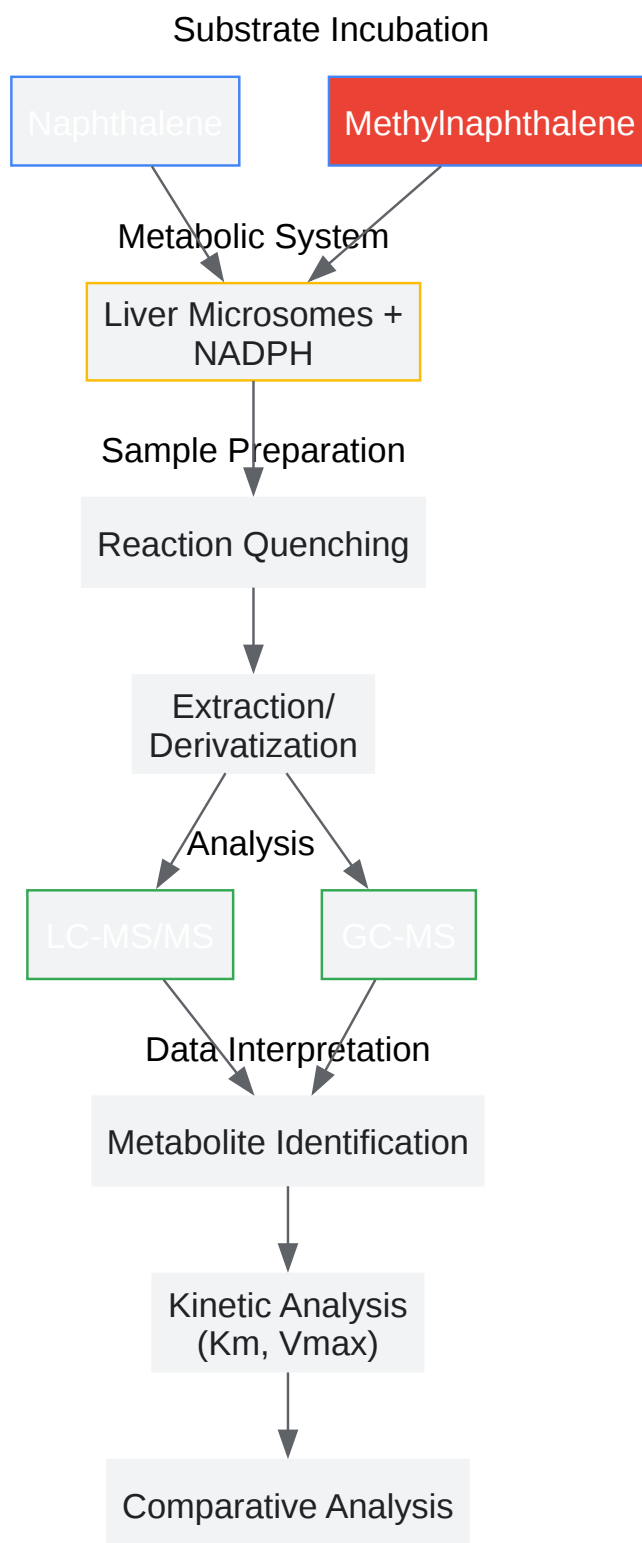 Substrate Incubation
Naphthalene
Methylnaphthalene
Metabolic System
Liver Microsomes +
NADPH
Sample Preparation
Reaction Quenching
Extraction/
Derivatization
Analysis
LC-MS/MS
GC-MS
Data Interpretation
Metabolite Identification
Kinetic Analysis
(Km, Vmax)
Comparative Analysis